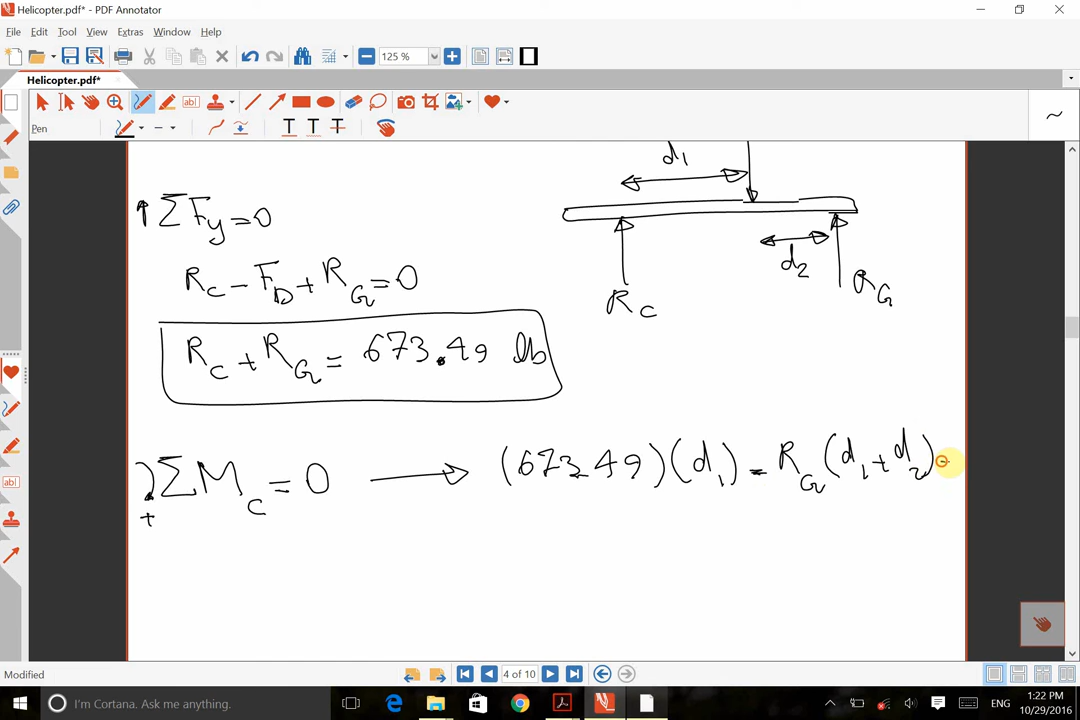 Helicopter.pdf* - PDF Annotator
File Edit Tool View Extras Window Help
125 %
Helicopter.pdf*
Pen
d1
↑ΣFy=0
d2
RC − FD + RG = 0
RC
RG
RC + RG = 673.49 lb
ΣMC = 0 → (673.49)(d1) - RG(d1+d2)
+
Modified
4 of 10
I'm Cortana. Ask me anything.
ENG
1:22 PM
10/29/2016